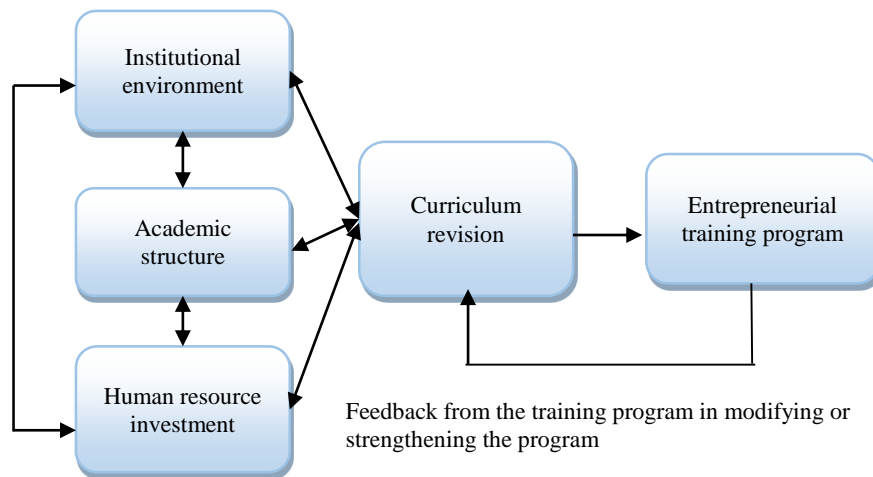 Institutional
environment
Academic
structure
Human resource
investment
Curriculum
revision
Entrepreneurial
training program
Feedback from the training program in modifying or
strengthening the program